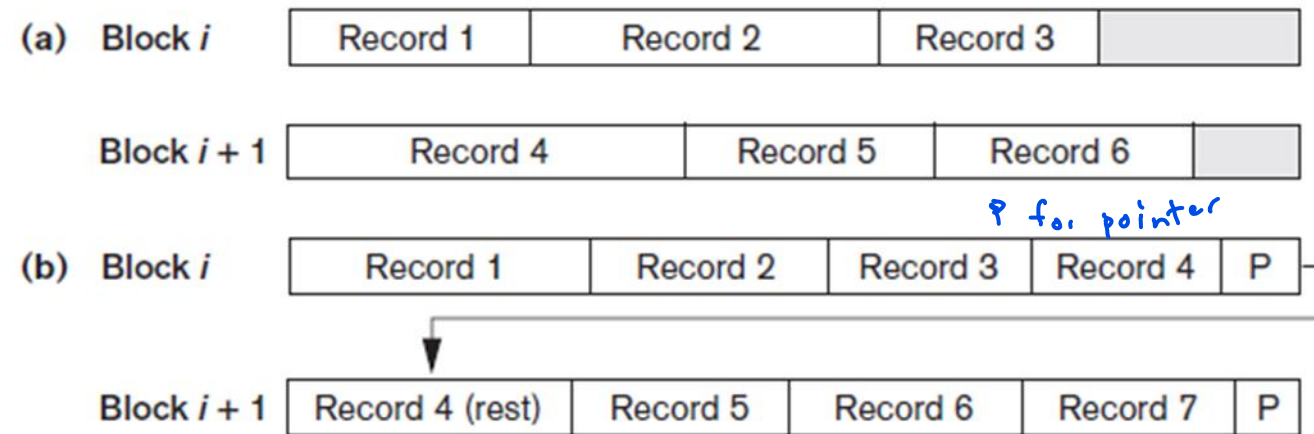 (a) Block i Record 1 Record 2 Record 3
Block i + 1 Record 4 Record 5 Record 6
P for pointer
(b) Block i Record 1 Record 2 Record 3 Record 4 P
Block i + 1 Record 4 (rest) Record 5 Record 6 Record 7 P